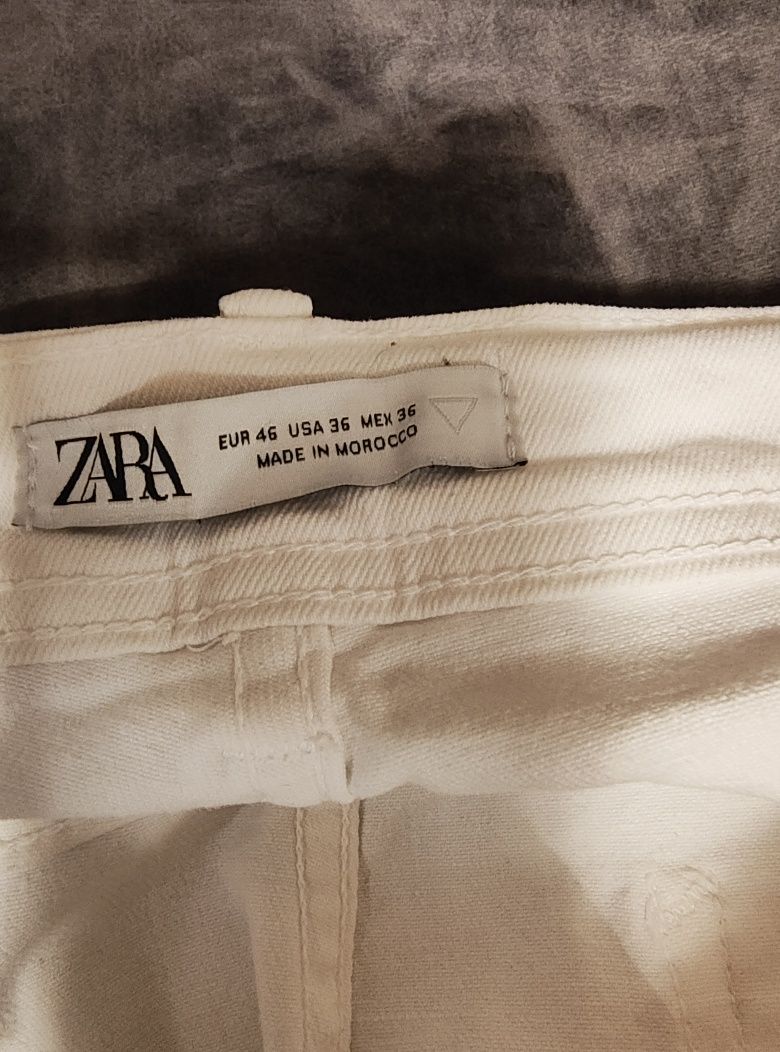 ZARA
EUR 46 USA 36 MEX 36
MADE IN MOROCCO